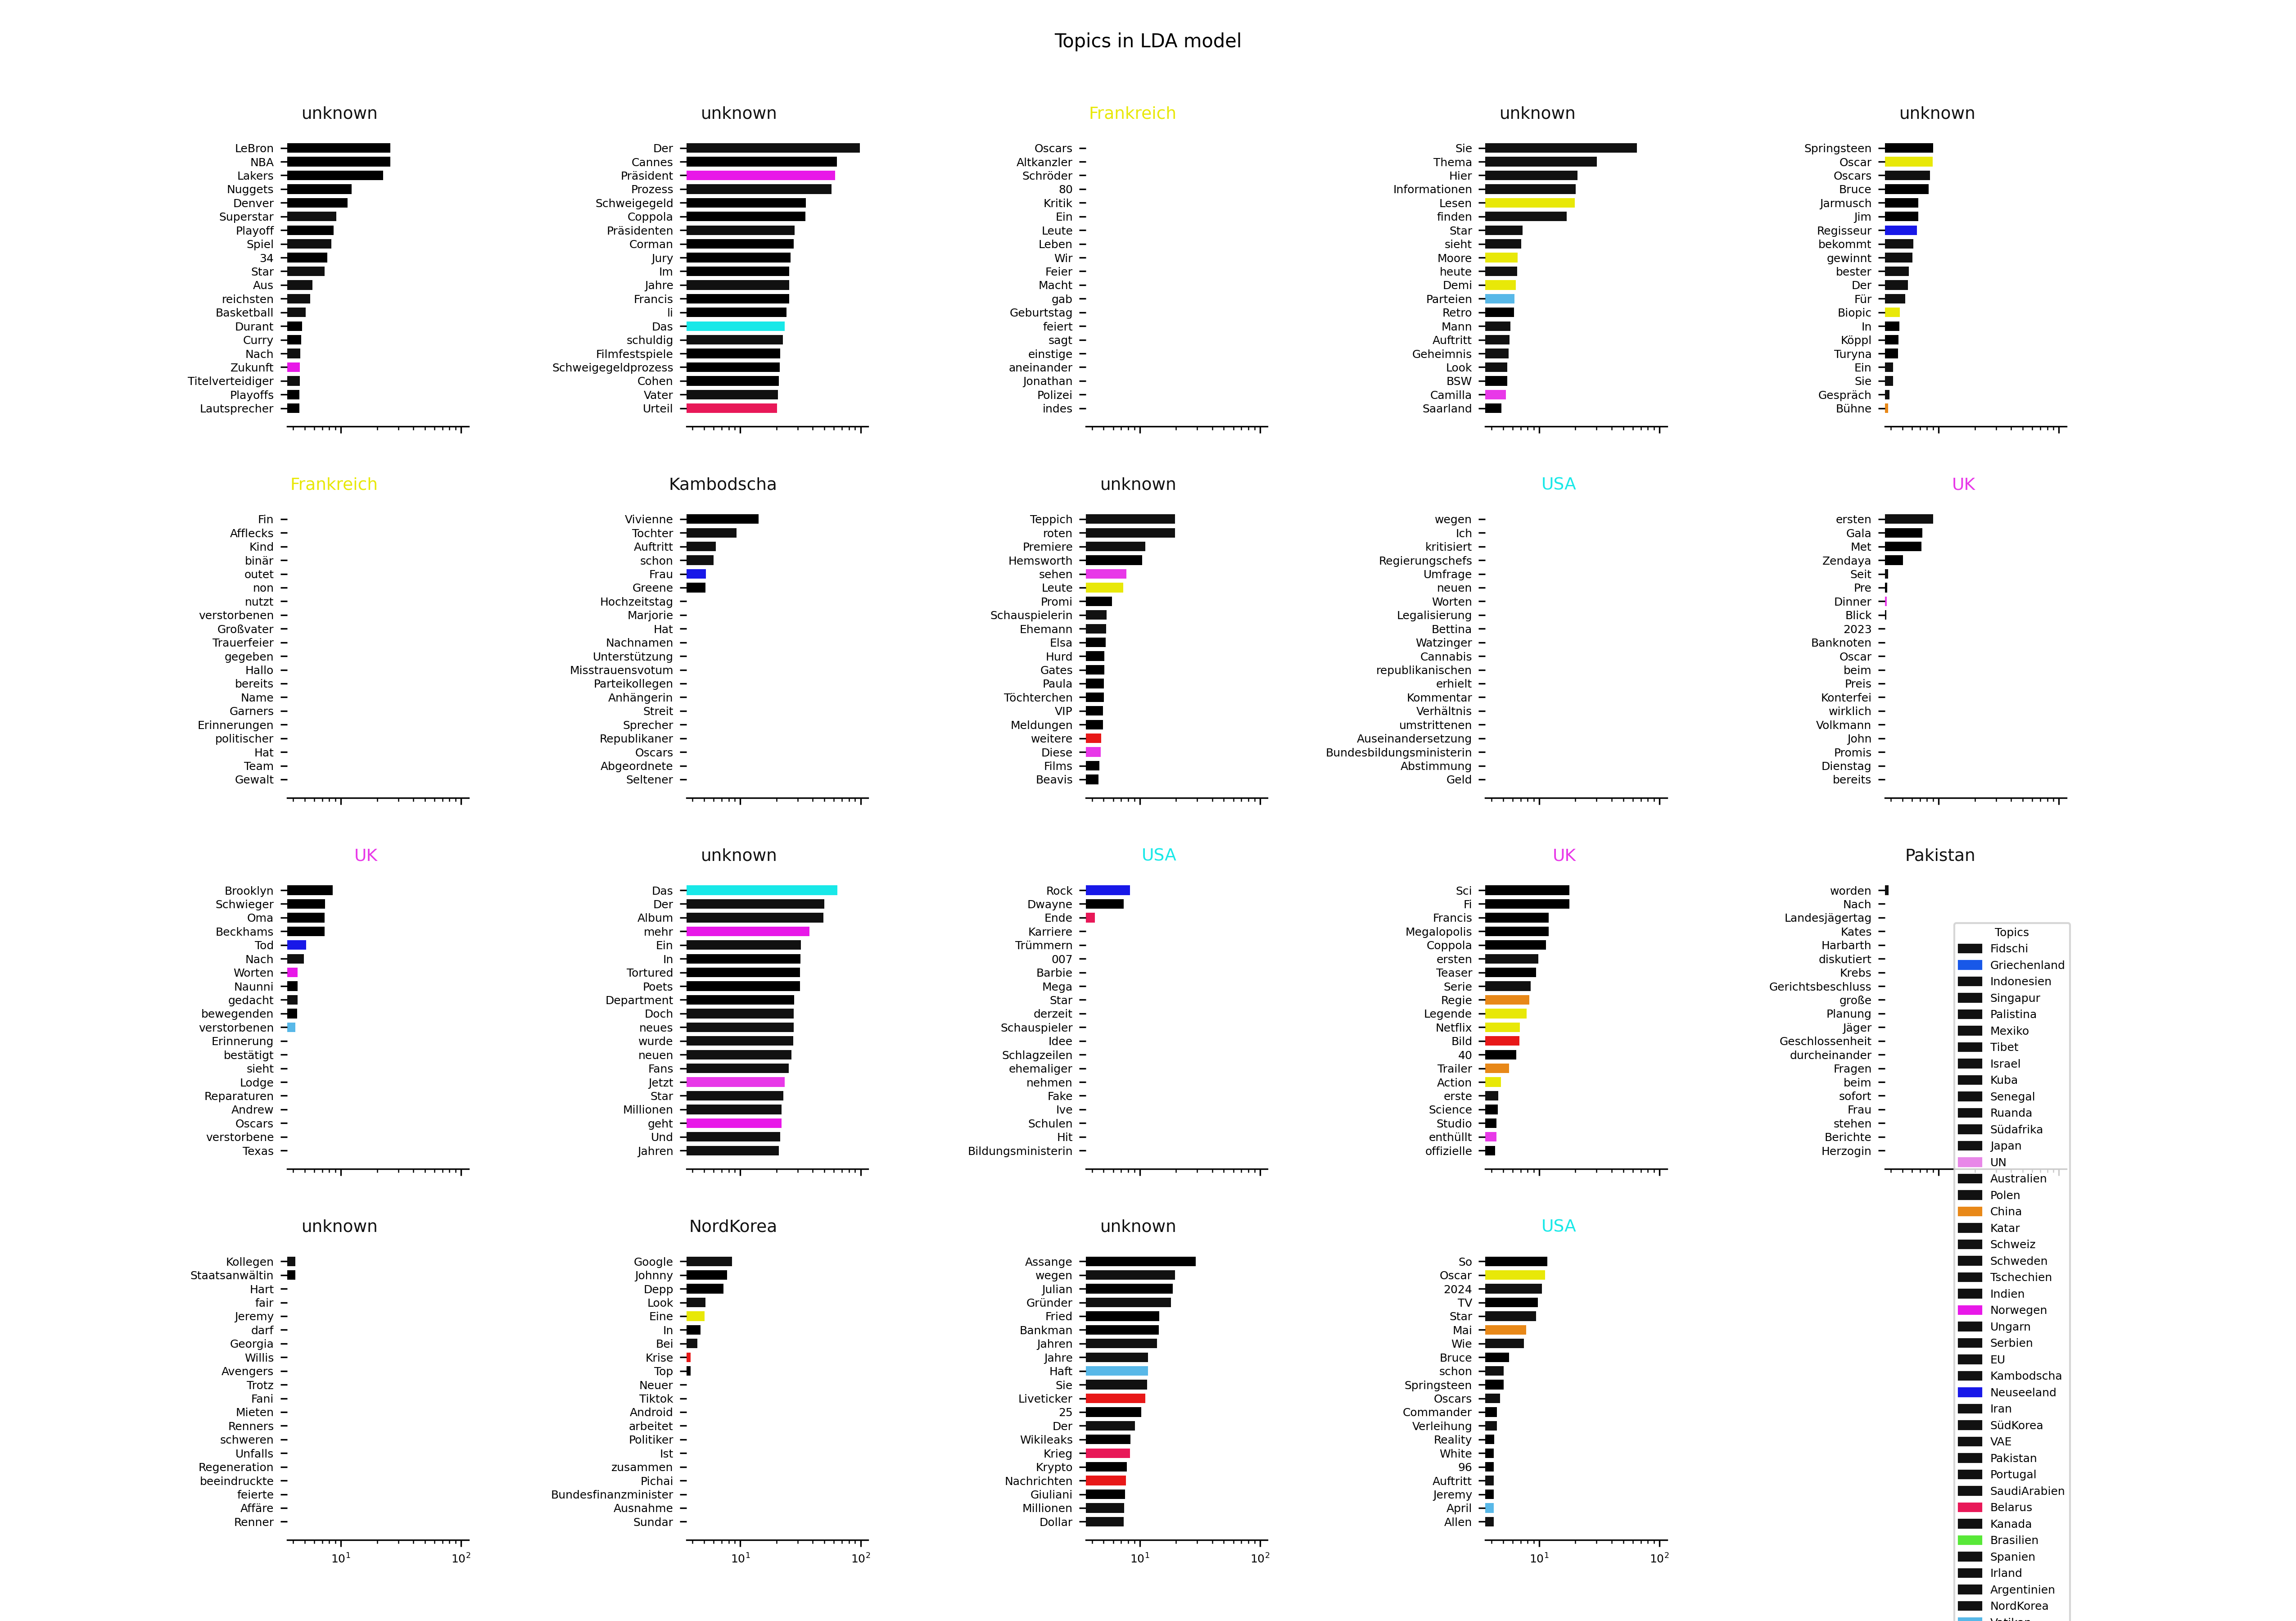 Topics in LDA model
unknown
LeBron
NBA
Lakers
Nuggets
Denver
Superstar
Playoff
Spiel
34
Star
Aus
reichsten
Basketball
Durant
Curry
Nach
Zukunft
Titelverteidiger
Playoffs
Lautsprecher
unknown
Der
Cannes
Präsident
Prozess
Schweigegeld
Coppola
Präsidenten
Corman
Jury
Im
Jahre
Francis
li
Das
schuldig
Filmfestspiele
Schweigegeldprozess
Cohen
Vater
Urteil
Frankreich
Oscars
Altkanzler
Schröder
80
Kritik
Ein
Leute
Leben
Wir
Feier
Macht
gab
Geburtstag
feiert
sagt
einstige
aneinander
Jonathan
Polizei
indes
unknown
Sie
Thema
Hier
Informationen
Lesen
finden
Star
sieht
Moore
heute
Demi
Parteien
Retro
Mann
Auftritt
Geheimnis
Look
BSW
Camilla
Saarland
unknown
Springsteen
Oscar
Oscars
Bruce
Jarmusch
Jim
Regisseur
bekommt
gewinnt
bester
Der
Für
Biopic
In
Köppl
Turyna
Ein
Sie
Gespräch
Bühne
Frankreich
Fin
Afflecks
Kind
binär
outet
non
nutzt
verstorbenen
Großvater
Trauerfeier
gegeben
Hallo
bereits
Name
Garners
Erinnerungen
politischer
Hat
Team
Gewalt
Kambodscha
Vivienne
Tochter
Auftritt
schon
Frau
Greene
Hochzeitstag
Marjorie
Hat
Nachnamen
Unterstützung
Misstrauensvotum
Parteikollegen
Anhängerin
Streit
Sprecher
Republikaner
Oscars
Abgeordnete
Seltener
unknown
Teppich
roten
Premiere
Hemsworth
sehen
Leute
Promi
Schauspielerin
Ehemann
Elsa
Hurd
Gates
Paula
Töchterchen
VIP
Meldungen
weitere
Diese
Films
Beavis
USA
wegen
Ich
kritisiert
Regierungschefs
Umfrage
neuen
Worten
Legalisierung
Bettina
Watzinger
Cannabis
republikanischen
erhielt
Kommentar
Verhältnis
umstrittenen
Auseinandersetzung
Bundesbildungsministerin
Abstimmung
Geld
UK
ersten
Gala
Met
Zendaya
Seit
Pre
Dinner
Blick
2023
Banknoten
Oscar
beim
Preis
Konterfei
wirklich
Volkmann
John
Promis
Dienstag
bereits
UK
Brooklyn
Schwieger
Oma
Beckhams
Tod
Nach
Worten
Naunni
gedacht
bewegenden
verstorbenen
Erinnerung
bestätigt
sieht
Lodge
Reparaturen
Andrew
Oscars
verstorbene
Texas
unknown
Das
Der
Album
mehr
Ein
In
Tortured
Poets
Department
Doch
neues
wurde
neuen
Fans
Jetzt
Star
Millionen
geht
Und
Jahren
USA
Rock
Dwayne
Ende
Karriere
Trümmern
007
Barbie
Mega
Star
derzeit
Schauspieler
Idee
Schlagzeilen
ehemaliger
nehmen
Fake
Ive
Schulen
Hit
Bildungsministerin
UK
Sci
Fi
Francis
Megalopolis
Coppola
ersten
Teaser
Serie
Regie
Legende
Netflix
Bild
40
Trailer
Action
erste
Science
Studio
enthüllt
offizielle
Pakistan
worden
Nach
Landesjägertag
Kates
Harbarth
diskutiert
Krebs
Gerichtsbeschluss
große
Planung
Jäger
Geschlossenheit
durcheinander
Fragen
beim
sofort
Frau
stehen
Berichte
Herzogin
unknown
Kollegen
Staatsanwältin
Hart
fair
Jeremy
darf
Georgia
Willis
Avengers
Trotz
Fani
Mieten
Renners
schweren
Unfalls
Regeneration
beeindruckte
feierte
Affäre
Renner
10¹ 10²
NordKorea
Google
Johnny
Depp
Look
Eine
In
Bei
Krise
Top
Neuer
Tiktok
Android
arbeitet
Politiker
Ist
zusammen
Pichai
Bundesfinanzminister
Ausnahme
Sundar
10¹ 10²
unknown
Assange
wegen
Julian
Gründer
Fried
Bankman
Jahren
Jahre
Haft
Sie
Liveticker
25
Der
Wikileaks
Krieg
Krypto
Nachrichten
Giuliani
Millionen
Dollar
10¹ 10²
USA
So
Oscar
2024
TV
Star
Mai
Wie
Bruce
schon
Springsteen
Oscars
Commander
Verleihung
Reality
White
96
Auftritt
Jeremy
April
Allen
10¹ 10²
Topics
Fidschi
Griechenland
Indonesien
Singapur
Palistina
Mexiko
Tibet
Israel
Kuba
Senegal
Ruanda
Südafrika
Japan
UN
Australien
Polen
China
Katar
Schweiz
Schweden
Tschechien
Indien
Norwegen
Ungarn
Serbien
EU
Kambodscha
Neuseeland
Iran
SüdKorea
VAE
Pakistan
Portugal
SaudiArabien
Belarus
Kanada
Brasilien
Spanien
Irland
Argentinien
NordKorea